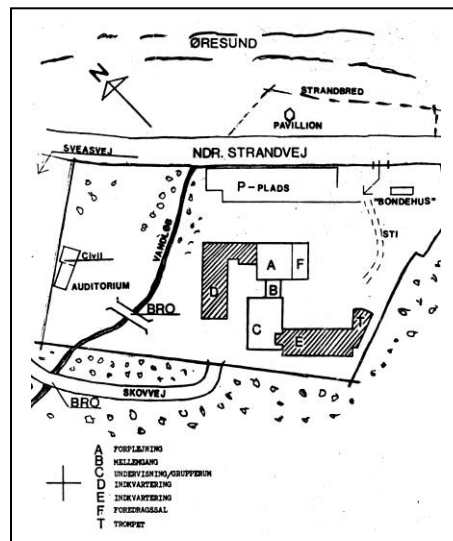 ØRESUND
N
STRANDBRED
PAVILLION
SVEASVEJ
NDR. STRANDVEJ
P-PLADS
"BONDEHUS"
STI
VANDLØB
Civil
AUDITORIUM
A
F
B
D
C
E
T
BRO
SKOVVEJ
BRO
A FORPLEJNING
B MELLEMGANG
C UNDERVISNING/GRUPPERUM
D INDKVARTERING
E INDKVARTERING
F FOREDRAGSSAL
T TROMPET